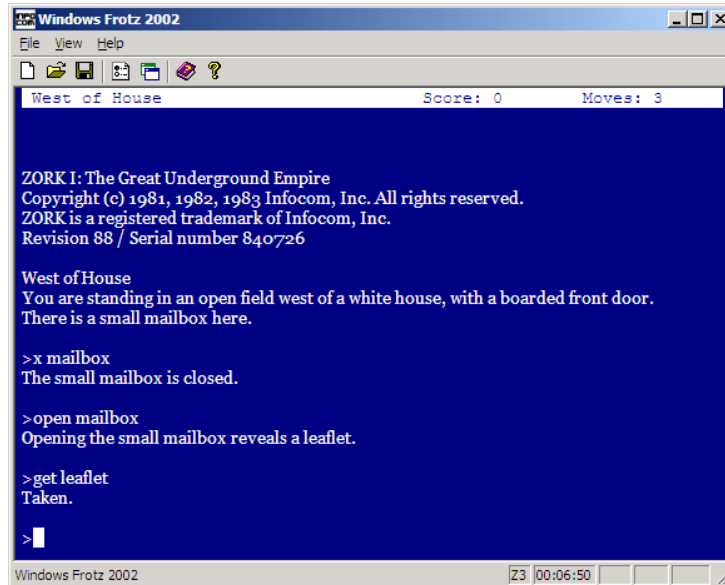 Windows Frotz 2002
File View Help
West of House Score: 0 Moves: 3
ZORK I: The Great Underground Empire
Copyright (c) 1981, 1982, 1983 Infocom, Inc. All rights reserved.
ZORK is a registered trademark of Infocom, Inc.
Revision 88 / Serial number 840726
West of House
You are standing in an open field west of a white house, with a boarded front door.
There is a small mailbox here.
>x mailbox
The small mailbox is closed.
>open mailbox
Opening the small mailbox reveals a leaflet.
>get leaflet
Taken.
>
Windows Frotz 2002 Z3 00:06:50